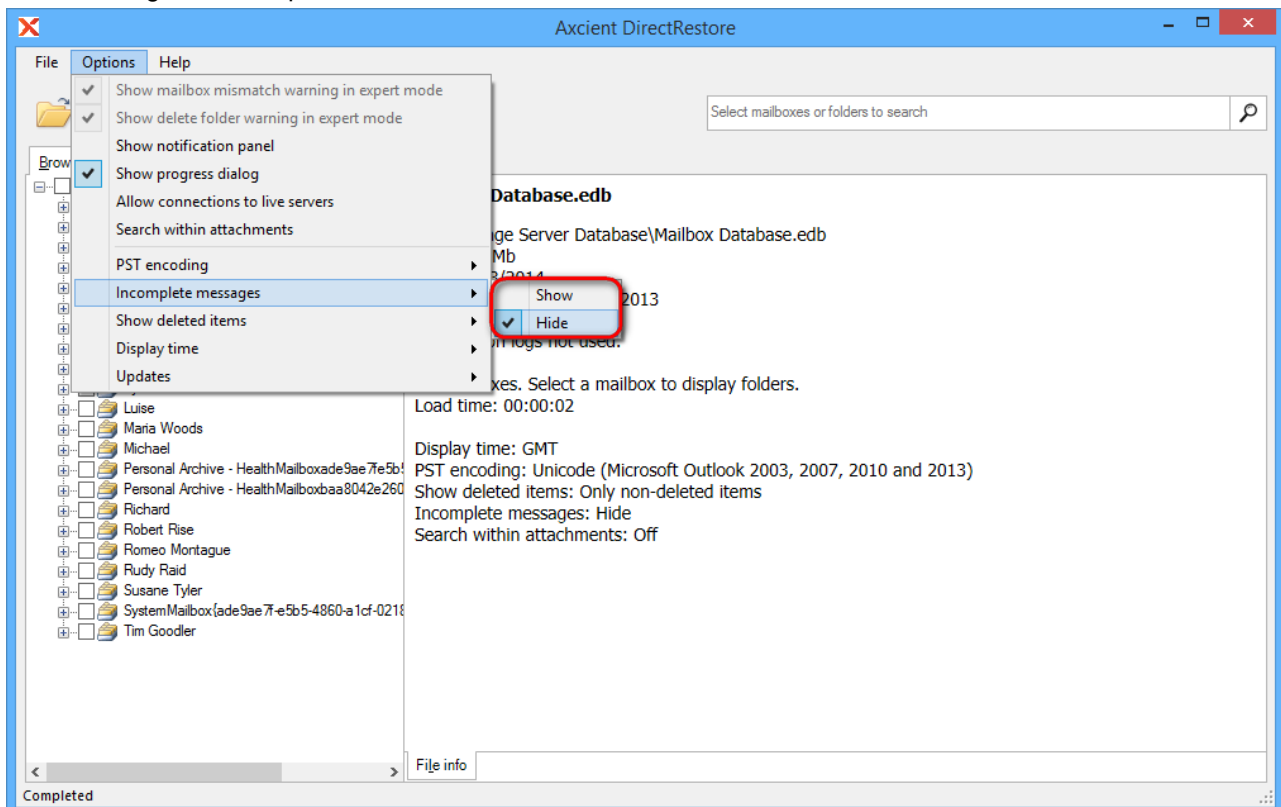 Axcient DirectRestore
File Options Help
Show mailbox mismatch warning in expert mode
Show delete folder warning in expert mode
Show notification panel
Show progress dialog
Allow connections to live servers
Search within attachments
PST encoding
Incomplete messages
Show deleted items
Display time
Updates
Show
Hide
Select mailboxes or folders to search
Brow
Luise
Maria Woods
Michael
Personal Archive - HealthMailboxade9ae7fe5b5
Personal Archive - HealthMailboxbaa8042e260
Richard
Robert Rise
Romeo Montague
Rudy Raid
Susane Tyler
SystemMailbox{ade9ae7f-e5b5-4860-a1cf-0218
Tim Goodler
Database.edb
ge Server Database\Mailbox Database.edb
Mb
/2014
2013
logs not used.
xes. Select a mailbox to display folders.
Load time: 00:00:02
Display time: GMT
PST encoding: Unicode (Microsoft Outlook 2003, 2007, 2010 and 2013)
Show deleted items: Only non-deleted items
Incomplete messages: Hide
Search within attachments: Off
File info
Completed